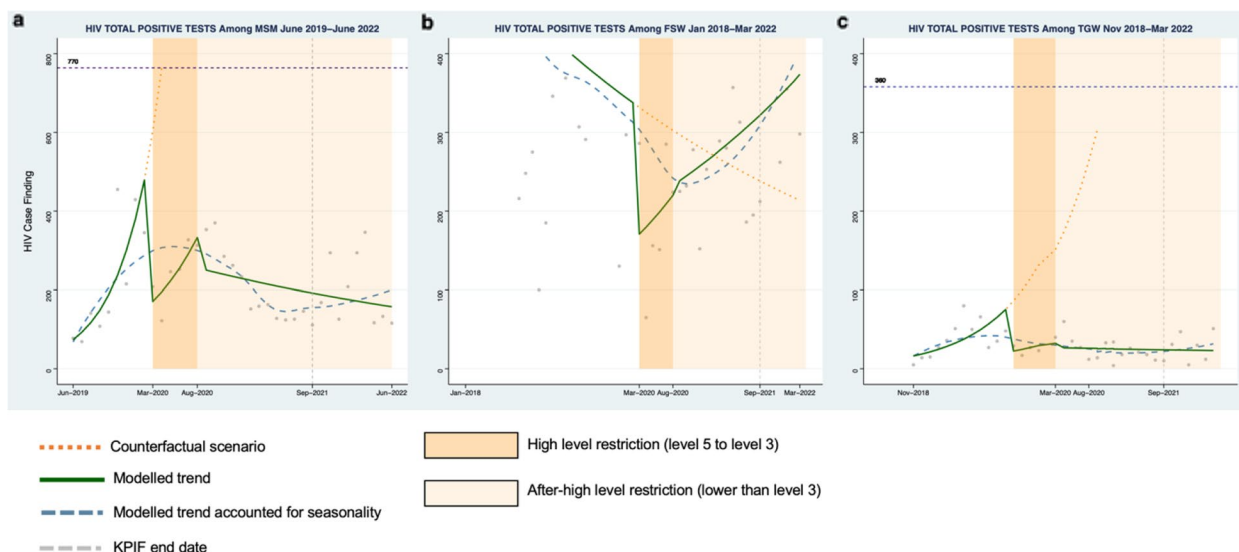 a
HIV TOTAL POSITIVE TESTS Among MSM June 2019–June 2022
HIV Case Finding
800
600
400
200
0
770
Jun–2019
Mar–2020
Aug–2020
Sep–2021
Jun–2022
b
HIV TOTAL POSITIVE TESTS Among FSW Jan 2018–Mar 2022
400
300
200
100
0
Jan–2018
Mar–2020
Aug–2020
Sep–2021
Mar–2022
c
HIV TOTAL POSITIVE TESTS Among TGW Nov 2018–Mar 2022
400
300
200
100
0
360
Nov–2018
Mar–2020
Aug–2020
Sep–2021
Counterfactual scenario
Modelled trend
Modelled trend accounted for seasonality
KPIF end date
High level restriction (level 5 to level 3)
After-high level restriction (lower than level 3)